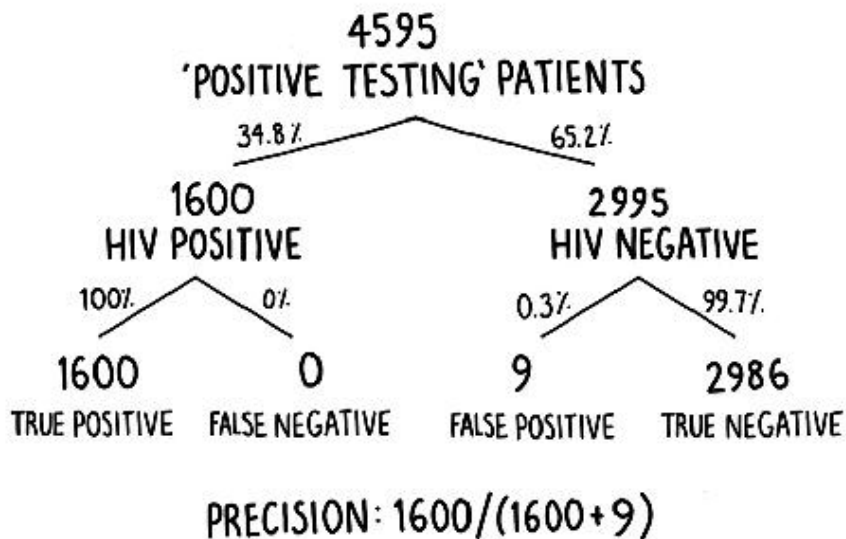 4595
'POSITIVE TESTING' PATIENTS
34.8% 65.2%
1600 2995
HIV POSITIVE HIV NEGATIVE
100% 0% 0.3% 99.7%
1600 0 9 2986
TRUE POSITIVE FALSE NEGATIVE FALSE POSITIVE TRUE NEGATIVE
PRECISION: 1600/(1600+9)